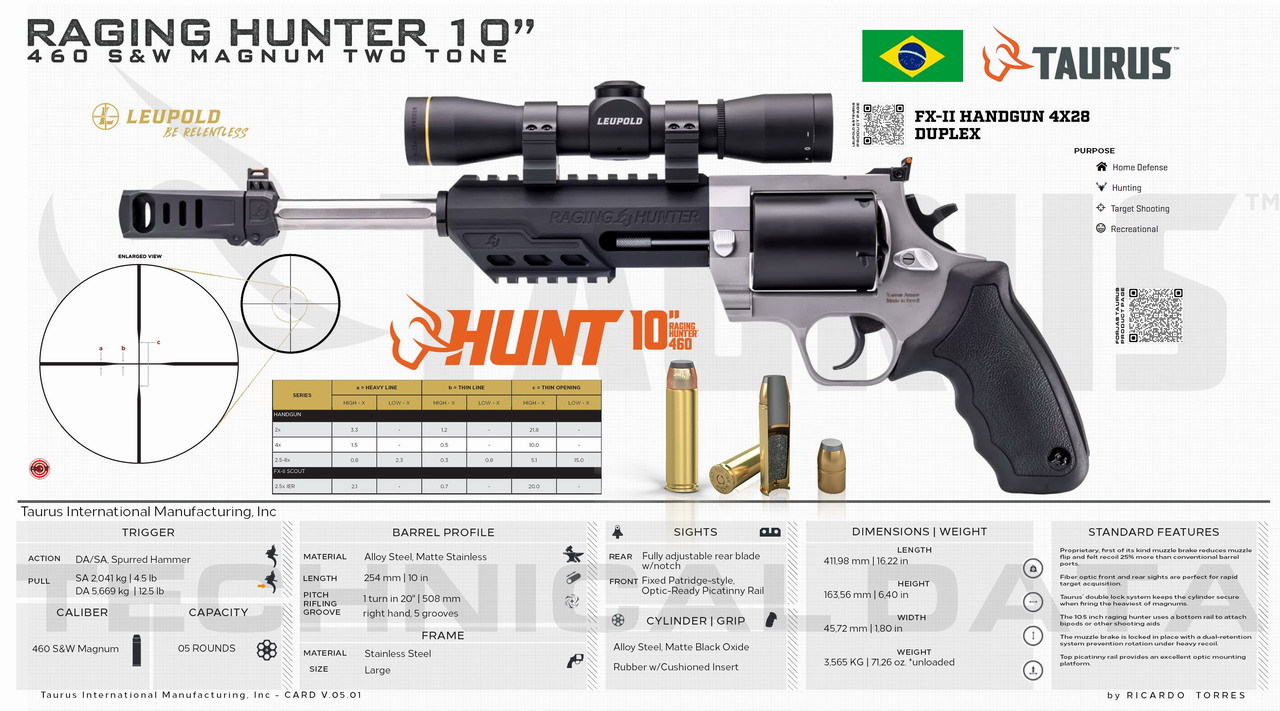 RAGING HUNTER 10”
460 S&W MAGNUM TWO TONE
TAURUS™
LEUPOLD
BE RELENTLESS
LEUPOLD
FX-II HANDGUN 4X28
DUPLEX
PURPOSE
Home Defense
Hunting
Target Shooting
Recreational
RAGING HUNTER
ENLARGED VIEW
a
b
c
Taurus Armas
Made in Brazil
PRODUCT PAGE
HUNT 10”
RAGING
HUNTER
460
SERIES
a = HEAVY LINE
b = THIN LINE
c = THIN OPENING
HIGH - X LOW - X HIGH - X LOW - X HIGH - X LOW - X
HANDGUN
2x 3.3 - 1.2 - 21.8 -
4x 1.5 - 0.5 - 10.0 -
2.5-8x 0.8 2.3 0.3 0.8 5.1 15.0
FX-II SCOUT
2.5x IER 2.1 - 0.7 - 20.0 -
TAURUS™
Taurus International Manufacturing, Inc
TECHNICAL DATA
TRIGGER
ACTION DA/SA, Spurred Hammer
PULL SA 2.041 kg | 4.5 lb
DA 5.669 kg | 12.5 lb
CALIBER
CAPACITY
460 S&W Magnum
05 ROUNDS
BARREL PROFILE
MATERIAL Alloy Steel, Matte Stainless
LENGTH 254 mm | 10 in
PITCH
RIFLING
GROOVE
1 turn in 20" | 508 mm
right hand, 5 grooves
FRAME
MATERIAL Stainless Steel
SIZE Large
SIGHTS
REAR Fully adjustable rear blade
w/notch
FRONT Fixed Patridge-style,
Optic-Ready Picatinny Rail
CYLINDER | GRIP
Alloy Steel, Matte Black Oxide
Rubber w/Cushioned Insert
DIMENSIONS | WEIGHT
LENGTH
411,98 mm | 16,22 in
HEIGHT
163,56 mm | 6,40 in
WIDTH
45,72 mm | 1,80 in
WEIGHT
3,565 KG | 71,26 oz. *unloaded
STANDARD FEATURES
Proprietary, first of its kind muzzle brake reduces muzzle
flip and felt recoil 25% more than conventional barrel
ports.
Fiber optic front and rear sights are perfect for rapid
target acquisition.
Taurus' double lock system keeps the cylinder secure
when firing the heaviest of magnums.
The 10.5 inch raging hunter uses a bottom rail to attach
bipods or other shooting aids
The muzzle brake is locked in place with a dual-retention
system prevention rotation under heavy recoil.
Top picatinny rail provides an excellent optic mounting
platform.
Taurus International Manufacturing, Inc - CARD V.05.01
by RICARDO TORRES